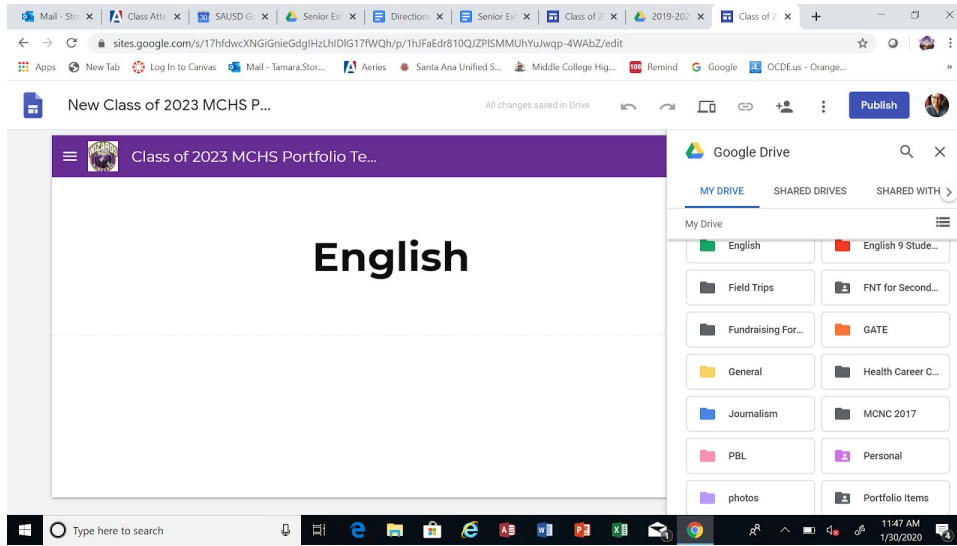 Mail - Sto
Class Atte
SAUSD G
Senior Exi
Direction
Senior Exi
Class of 2
2019-202
Class of 2
sites.google.com/s/17hfdwcXNGiGnieGdgIHzLhIDlG17fWQh/p/1hJFaEdr810QJZPlSMMUhYuJwqp-4WAbZ/edit
Apps New Tab Log In to Canvas Mail - Tamara.Stor... Aeries Santa Ana Unified S... Middle College Hig... 108 Remind Google OCDE.us - Orange... »
New Class of 2023 MCHS P... All changes saved in Drive Publish
Class of 2023 MCHS Portfolio Te...
English
Google Drive
MY DRIVE SHARED DRIVES SHARED WITH
My Drive
English English 9 Stude...
Field Trips FNT for Second...
Fundraising For... GATE
General Health Career C...
Journalism MCNC 2017
PBL Personal
photos Portfolio Items
Type here to search
11:47 AM
1/30/2020
4